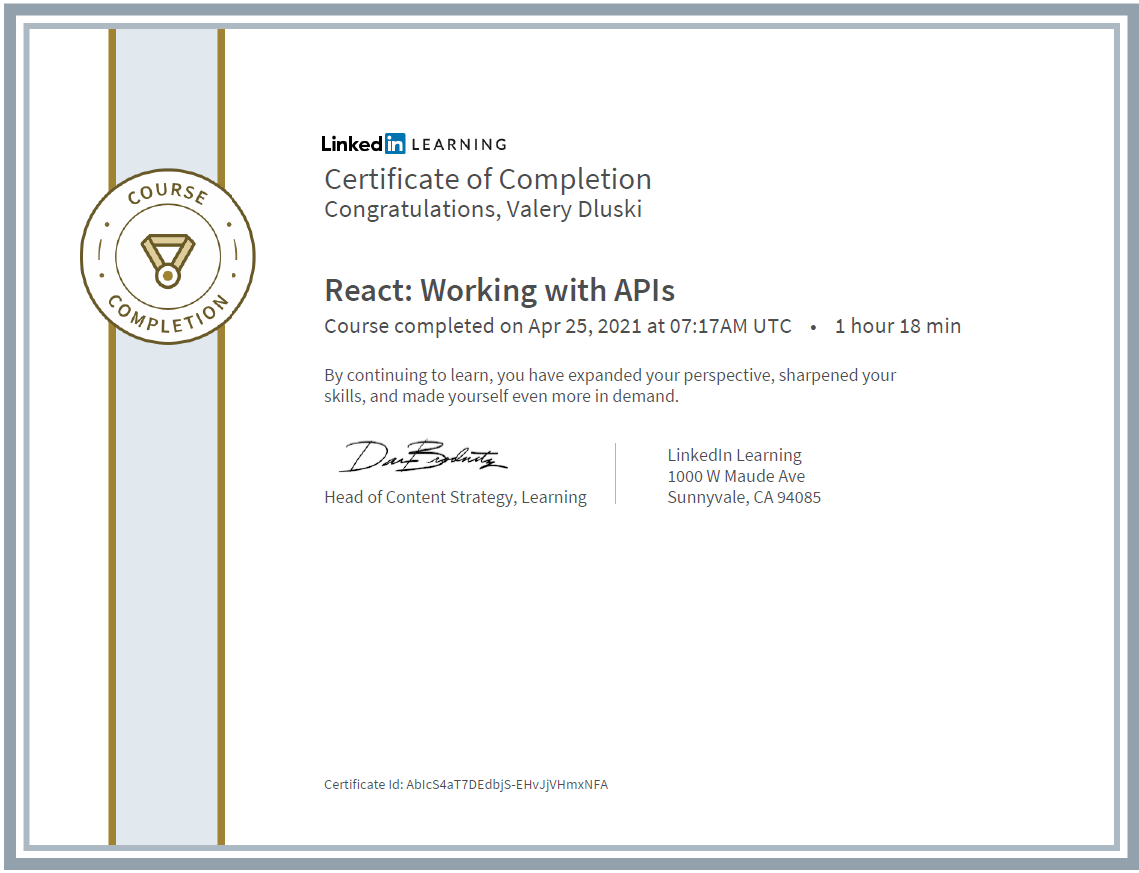 LinkedIn LEARNING
Certificate of Completion
Congratulations, Valery Dluski
COURSE
COMPLETION
React: Working with APIs
Course completed on Apr 25, 2021 at 07:17AM UTC • 1 hour 18 min
By continuing to learn, you have expanded your perspective, sharpened your
skills, and made yourself even more in demand.
Head of Content Strategy, Learning
LinkedIn Learning
1000 W Maude Ave
Sunnyvale, CA 94085
Certificate Id: AbIcS4aT7DEdbjS-EHvJjVHmxNFA